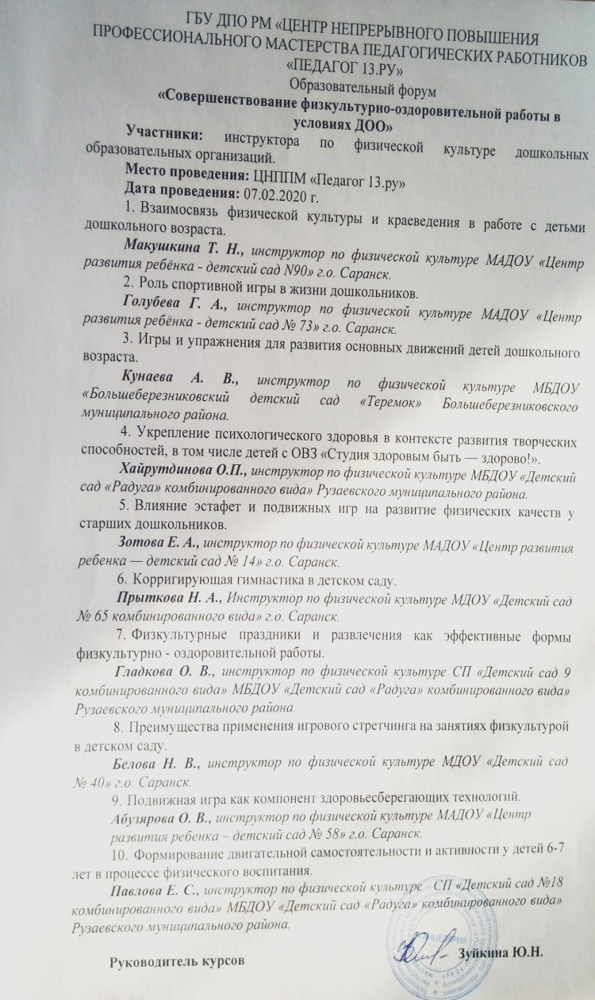 ГБУ ДПО РМ «ЦЕНТР НЕПРЕРЫВНОГО ПОВЫШЕНИЯ
ПРОФЕССИОНАЛЬНОГО МАСТЕРСТВА ПЕДАГОГИЧЕСКИХ РАБОТНИКОВ
«ПЕДАГОГ 13.РУ»
Образовательный форум
«Совершенствование физкультурно-оздоровительной работы в
условиях ДОО»
Участники: инструктора по физической культуре дошкольных
образовательных организаций.
Место проведения: ЦНППМ «Педагог 13.ру»
Дата проведения: 07.02.2020 г.
1. Взаимосвязь физической культуры и краеведения в работе с детьми
дошкольного возраста.
Макушкина Т. Н., инструктор по физической культуре МАДОУ «Центр
развития ребёнка - детский сад N90» г.о. Саранск.
2. Роль спортивной игры в жизни дошкольников.
Голубева Г. А., инструктор по физической культуре МАДОУ «Центр
развития ребёнка - детский сад № 73» г.о. Саранск.
3. Игры и упражнения для развития основных движений детей дошкольного
возраста.
Кунаева А. В., инструктор по физической культуре МБДОУ
«Большеберезниковский детский сад «Теремок» Большеберезниковского
муниципального района.
4. Укрепление психологического здоровья в контексте развития творческих
способностей, в том числе детей с ОВЗ «Студия здоровым быть — здорово!».
Хайрутдинова О.П., инструктор по физической культуре МБДОУ «Детский
сад «Радуга» комбинированного вида» Рузаевского муниципального района.
5. Влияние эстафет и подвижных игр на развитие физических качеств у
старших дошкольников.
Зотова Е. А., инструктор по физической культуре МАДОУ «Центр развития
ребенка — детский сад № 14» г.о. Саранск.
6. Корригирующая гимнастика в детском саду.
Прыткова Н. А., Инструктор по физической культуре МДОУ «Детский сад
№ 65 комбинированного вида» г.о. Саранск.
7. Физкультурные праздники и развлечения как эффективные формы
физкультурно - оздоровительной работы.
Гладкова О. В., инструктор по физической культуре СП «Детский сад 9
комбинированного вида» МБДОУ «Детский сад «Радуга» комбинированного вида»
Рузаевского муниципального района.
8. Преимущества применения игрового стретчинга на занятиях физкультурой
в детском саду.
Белова Н. В., инструктор по физической культуре МДОУ «Детский сад
№ 40» г.о. Саранск.
9. Подвижная игра как компонент здоровьесберегающих технологий.
Абузярова О. В., инструктор по физической культуре МАДОУ «Центр
развития ребенка – детский сад № 58» г.о. Саранск.
10. Формирование двигательной самостоятельности и активности у детей 6-7
лет в процессе физического воспитания.
Павлова Е. С., инструктор по физической культуре СП «Детский сад №18
комбинированного вида» МБДОУ «Детский сад «Радуга» комбинированного вида»
Рузаевского муниципального района.
КАНЦЕЛЯРИЯ
Руководитель курсов Зуйкина Ю.Н.